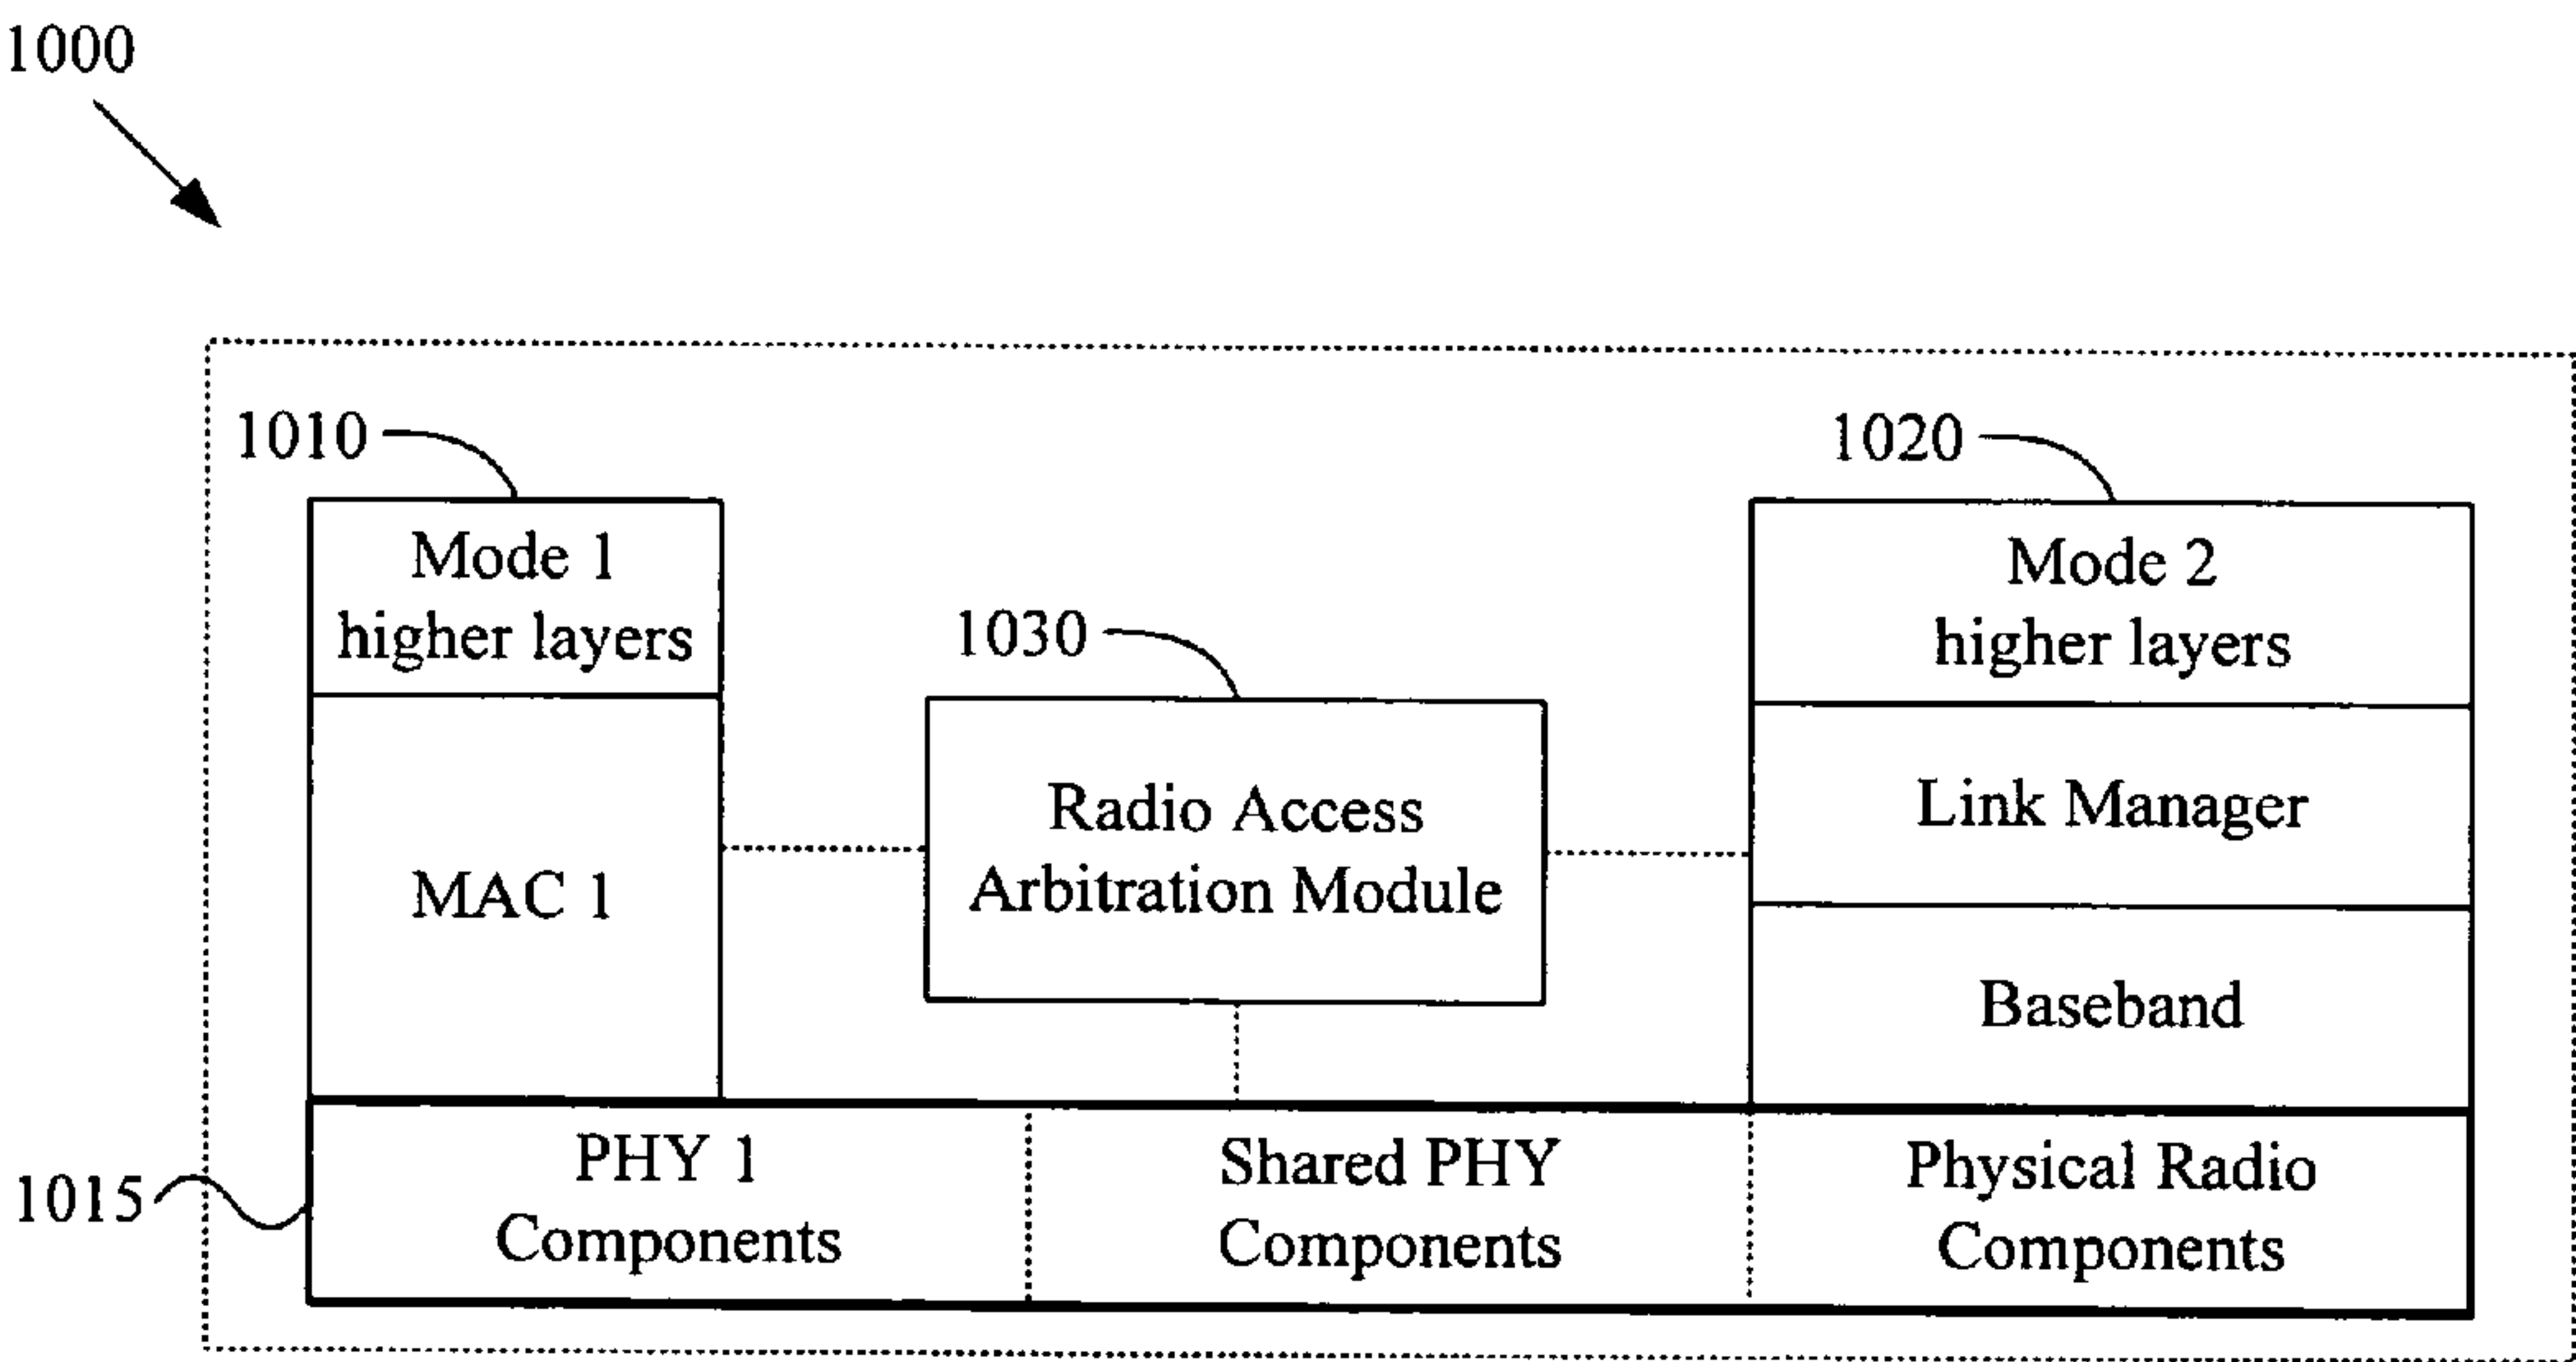 1000
1010
1020
Mode 1
higher layers
Mode 2
higher layers
1030
Radio Access
Arbitration Module
MAC 1
Link Manager
Baseband
1015
PHY 1
Components
Shared PHY
Components
Physical Radio
Components